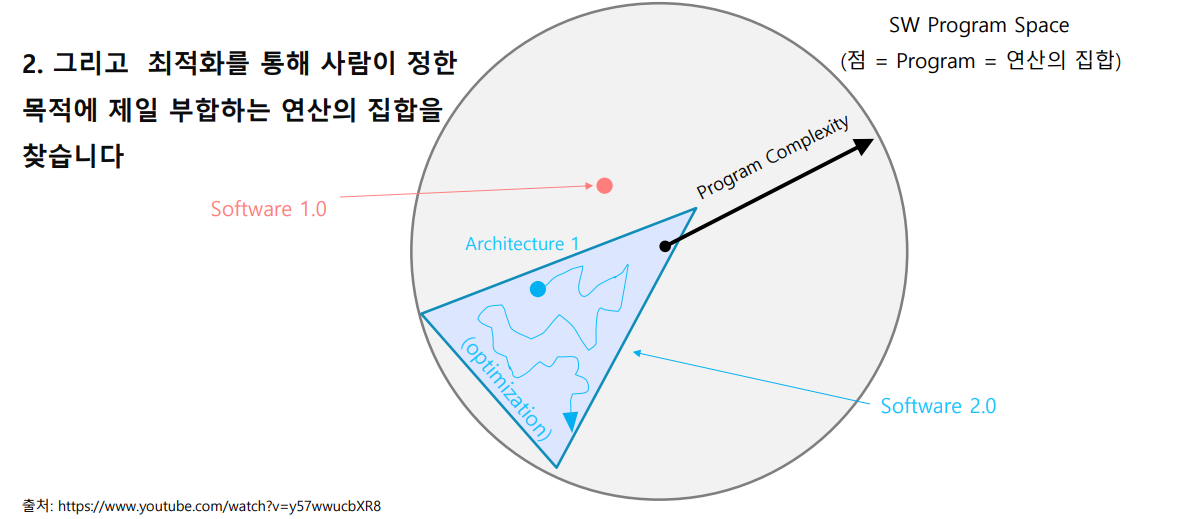 SW Program Space
(점 = Program = 연산의 집합)
2. 그리고 최적화를 통해 사람이 정한
목적에 제일 부합하는 연산의 집합을
찾습니다
Program Complexity
Software 1.0
Architecture 1
(optimization)
Software 2.0
출처: https://www.youtube.com/watch?v=y57wwucbXR8